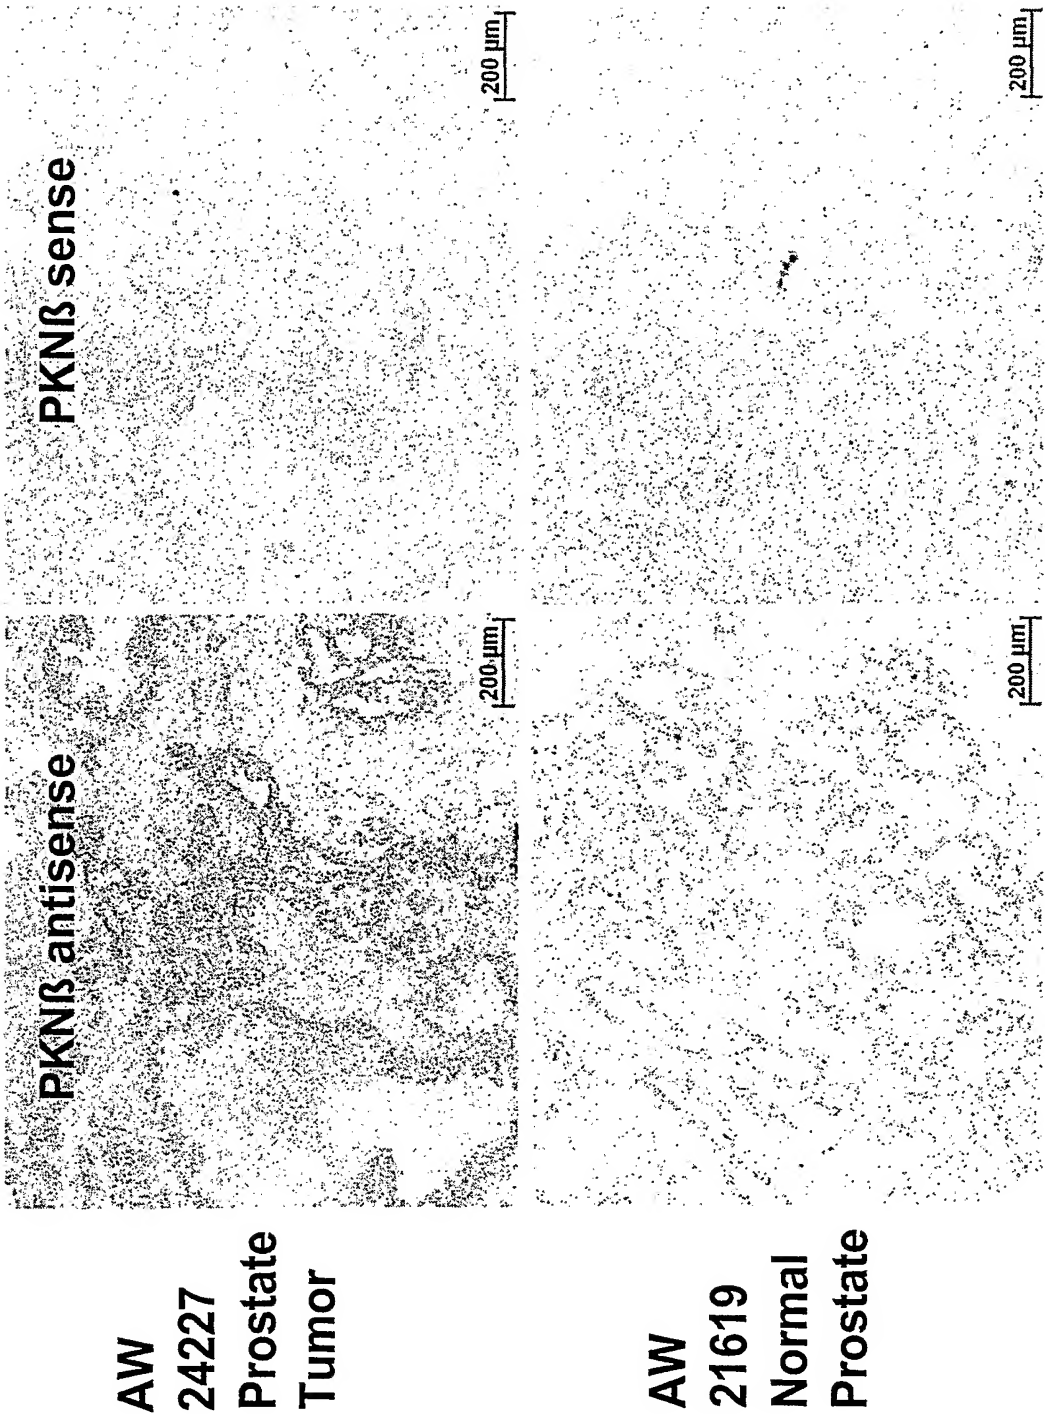 PKNß antisense
PKNß sense
AW
24227
Prostate
Tumor
200 µm
200 µm
AW
21619
Normal
Prostate
200 µm
200 µm